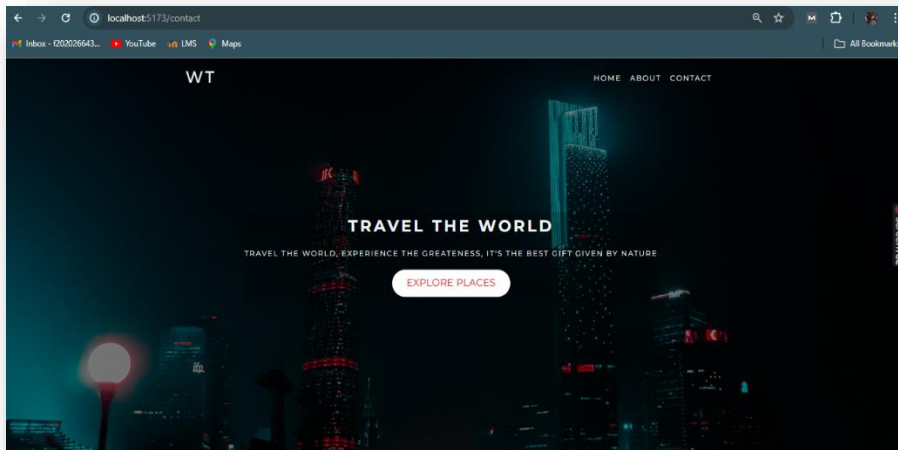 localhost:5173/contact
Inbox - f202026643... YouTube LMS Maps All Bookmarks
WT HOME ABOUT CONTACT
TRAVEL THE WORLD
TRAVEL THE WORLD, EXPERIENCE THE GREATENESS, IT'S THE BEST GIFT GIVEN BY NATURE
EXPLORE PLACES
ifp.